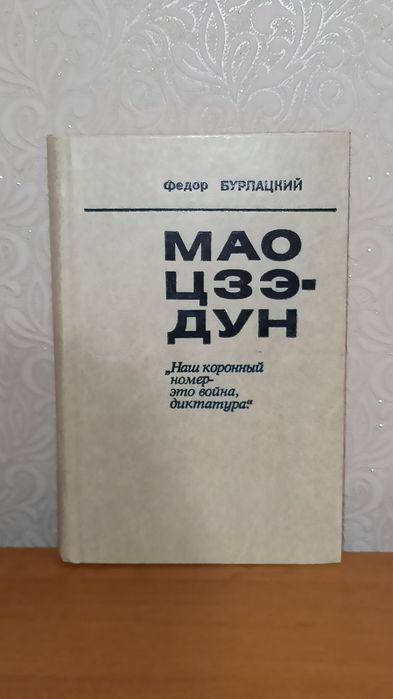 Федор БУРЛАЦКИЙ
МАО
ЦЗЭ-
ДУН
„Наш коронный
номер-
это война,
диктатура.“